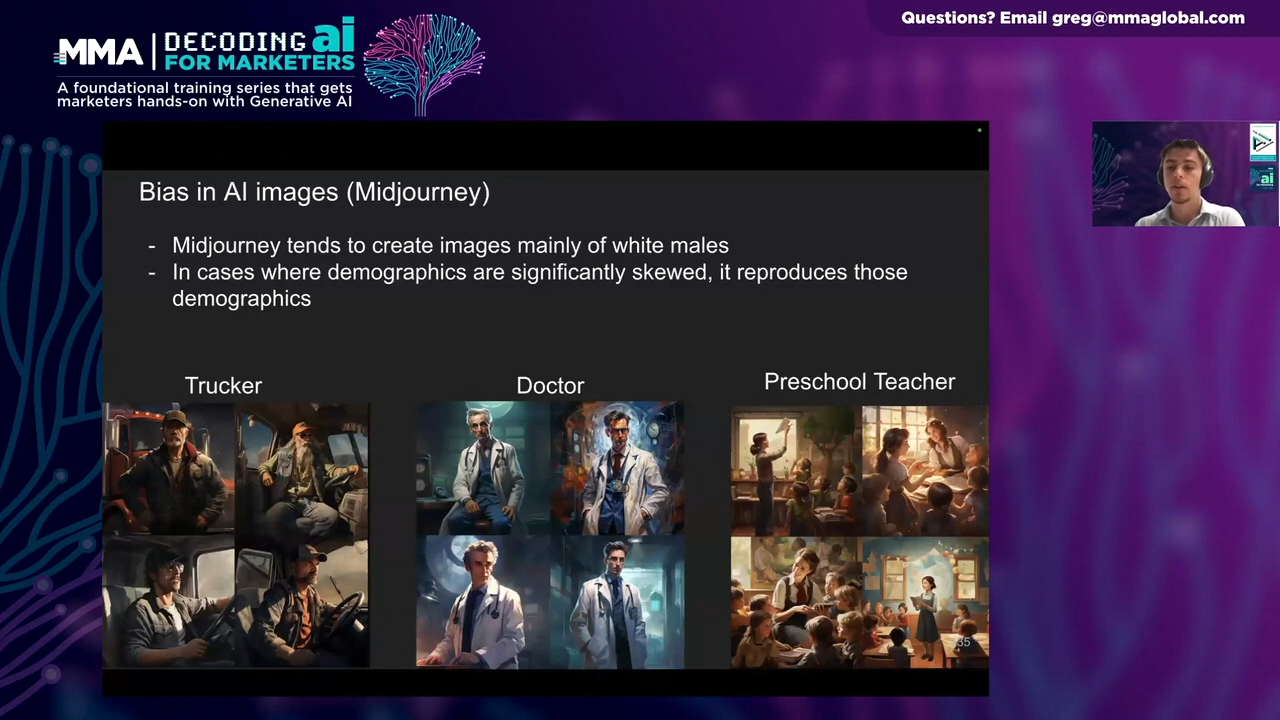 Questions? Email greg@mmaglobal.com
MMA DECODING ai
FOR MARKETERS
A foundational training series that gets
marketers hands-on with Generative AI
ai
Bias in AI images (Midjourney)
- Midjourney tends to create images mainly of white males
- In cases where demographics are significantly skewed, it reproduces those
demographics
Trucker
Doctor
Preschool Teacher
35